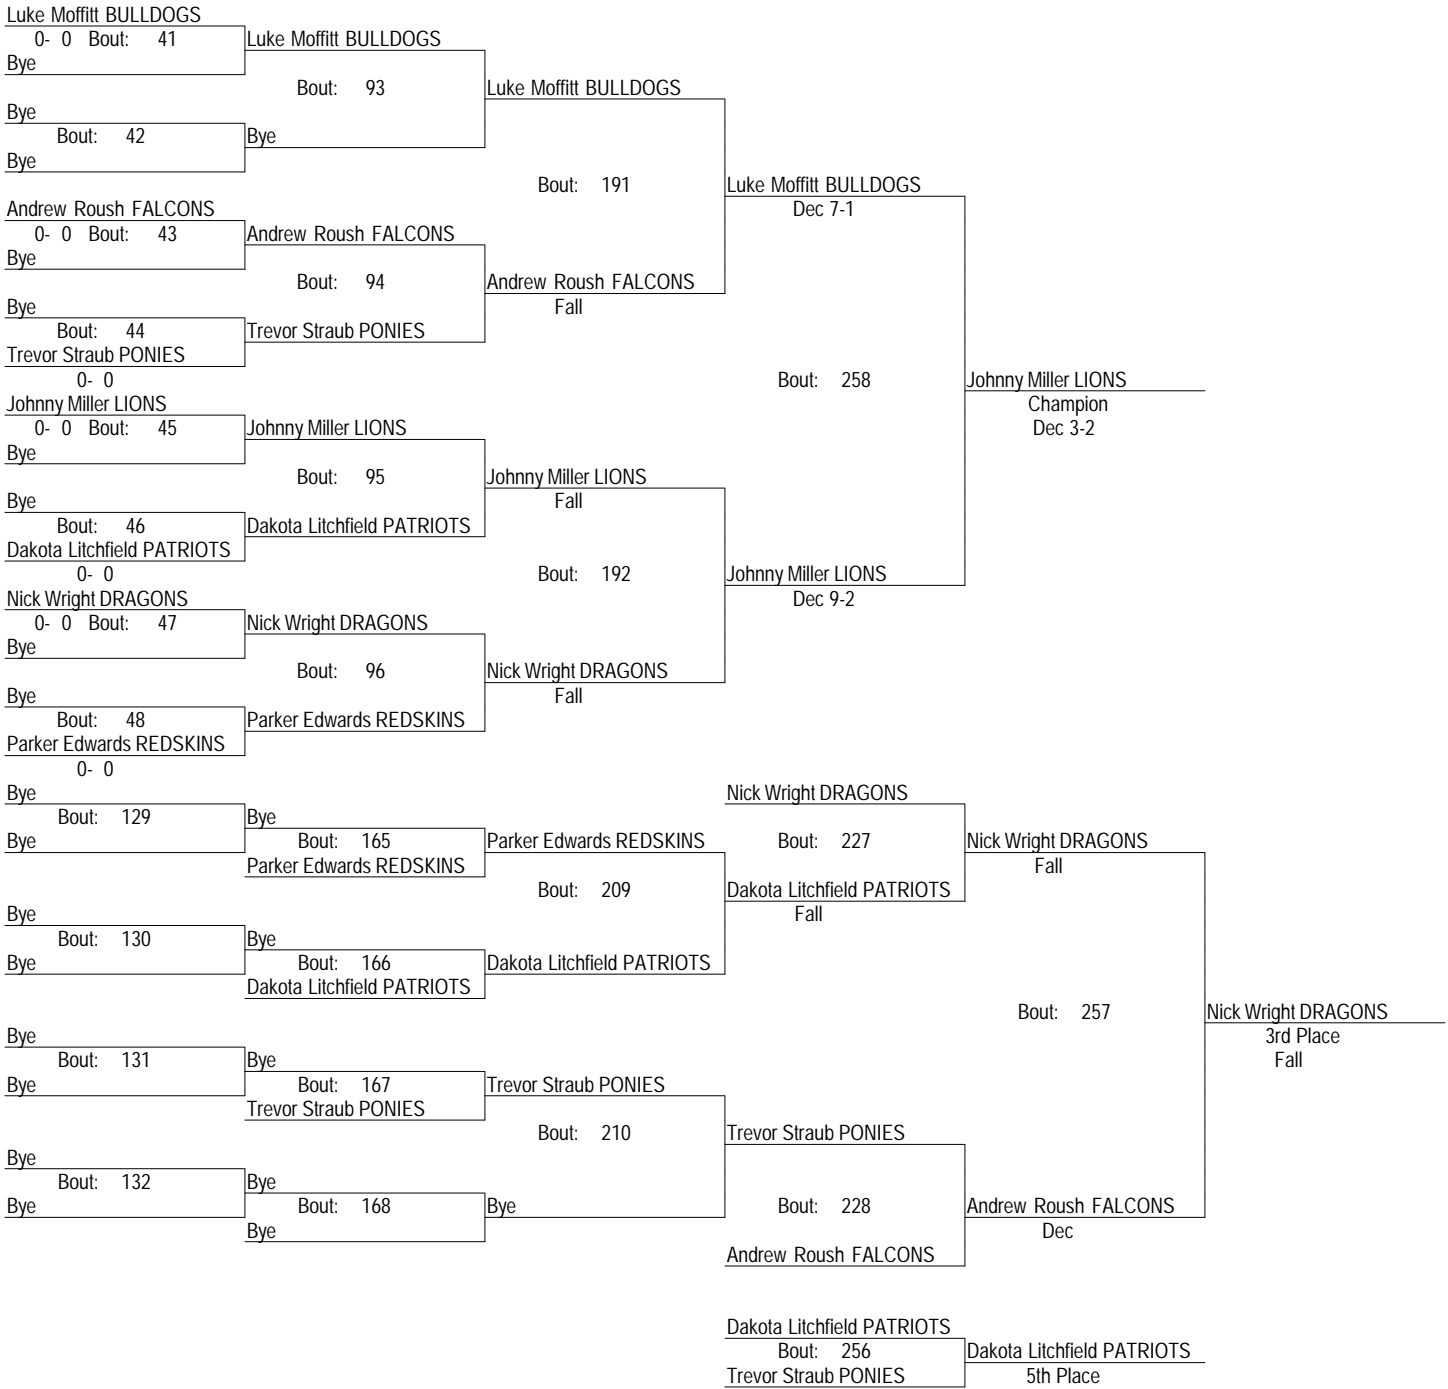 Luke Moffitt BULLDOGS
0- 0 Bout: 41 Luke Moffitt BULLDOGS
Bye
Bout: 93 Luke Moffitt BULLDOGS
Bye
Bout: 42 Bye
Bye
Bout: 191 Luke Moffitt BULLDOGS
Andrew Roush FALCONS Dec 7-1
0- 0 Bout: 43 Andrew Roush FALCONS
Bye
Bout: 94 Andrew Roush FALCONS
Bye Fall
Bout: 44 Trevor Straub PONIES
Trevor Straub PONIES
0- 0 Bout: 258 Johnny Miller LIONS
Johnny Miller LIONS Champion
0- 0 Bout: 45 Johnny Miller LIONS Dec 3-2
Bye
Bout: 95 Johnny Miller LIONS
Bye Fall
Bout: 46 Dakota Litchfield PATRIOTS
Dakota Litchfield PATRIOTS
0- 0 Bout: 192 Johnny Miller LIONS
Nick Wright DRAGONS Dec 9-2
0- 0 Bout: 47 Nick Wright DRAGONS
Bye
Bout: 96 Nick Wright DRAGONS
Bye Fall
Bout: 48 Parker Edwards REDSKINS
Parker Edwards REDSKINS
0- 0
Bye Nick Wright DRAGONS
Bout: 129 Bye
Bye Bout: 165 Parker Edwards REDSKINS Bout: 227 Nick Wright DRAGONS
Parker Edwards REDSKINS Fall
Bout: 209 Dakota Litchfield PATRIOTS
Bye Fall
Bout: 130 Bye
Bye Bout: 166 Dakota Litchfield PATRIOTS
Dakota Litchfield PATRIOTS
Bout: 257 Nick Wright DRAGONS
Bye 3rd Place
Bout: 131 Bye Fall
Bye Bout: 167 Trevor Straub PONIES
Trevor Straub PONIES
Bout: 210 Trevor Straub PONIES
Bye
Bout: 132 Bye
Bye Bout: 168 Bye Bout: 228 Andrew Roush FALCONS
Bye Dec
Andrew Roush FALCONS
Dakota Litchfield PATRIOTS
Bout: 256 Dakota Litchfield PATRIOTS
Trevor Straub PONIES 5th Place